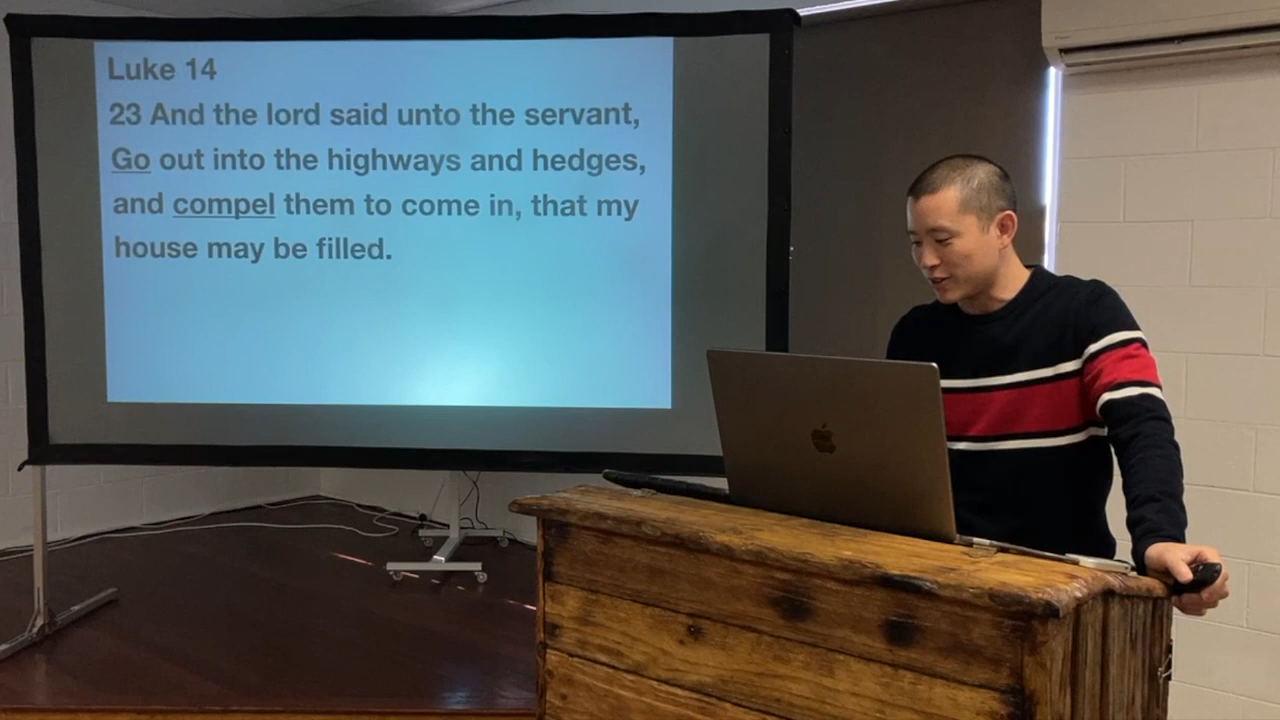 Luke 14
23 And the lord said unto the servant,
Go out into the highways and hedges,
and compel them to come in, that my
house may be filled.